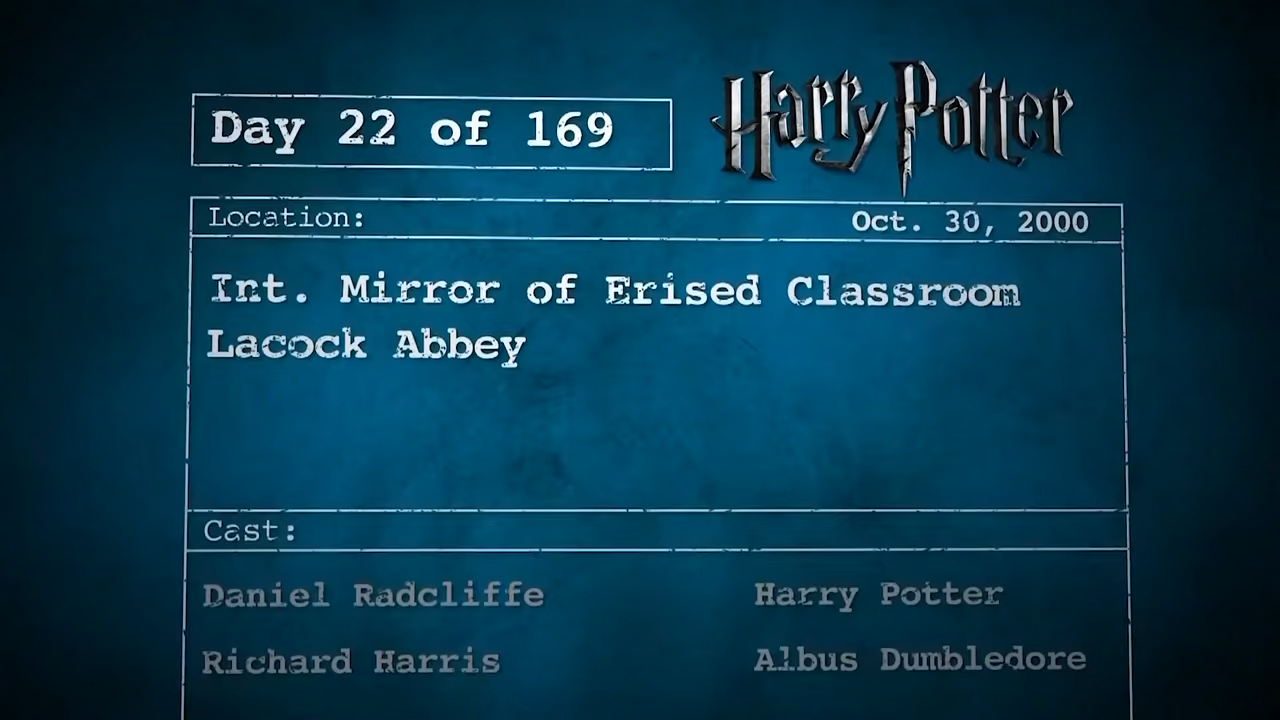 Day 22 of 169
Harry Potter
Location:
Oct. 30, 2000
Int. Mirror of Erised Classroom
Lacock Abbey
Cast:
Daniel Radcliffe
Harry Potter
Richard Harris
Albus Dumbledore